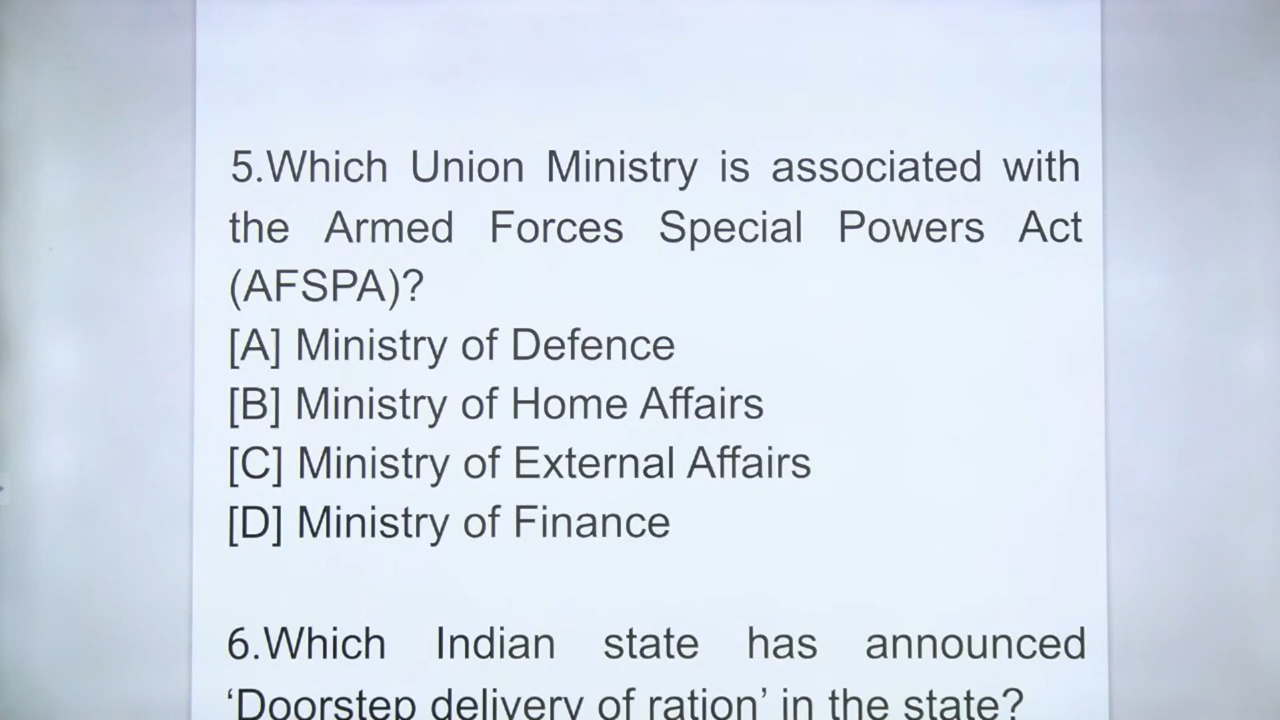 5.Which Union Ministry is associated with
the Armed Forces Special Powers Act
(AFSPA)?
[A] Ministry of Defence
[B] Ministry of Home Affairs
[C] Ministry of External Affairs
[D] Ministry of Finance
6.Which Indian state has announced
‘Doorstep delivery of ration’ in the state?